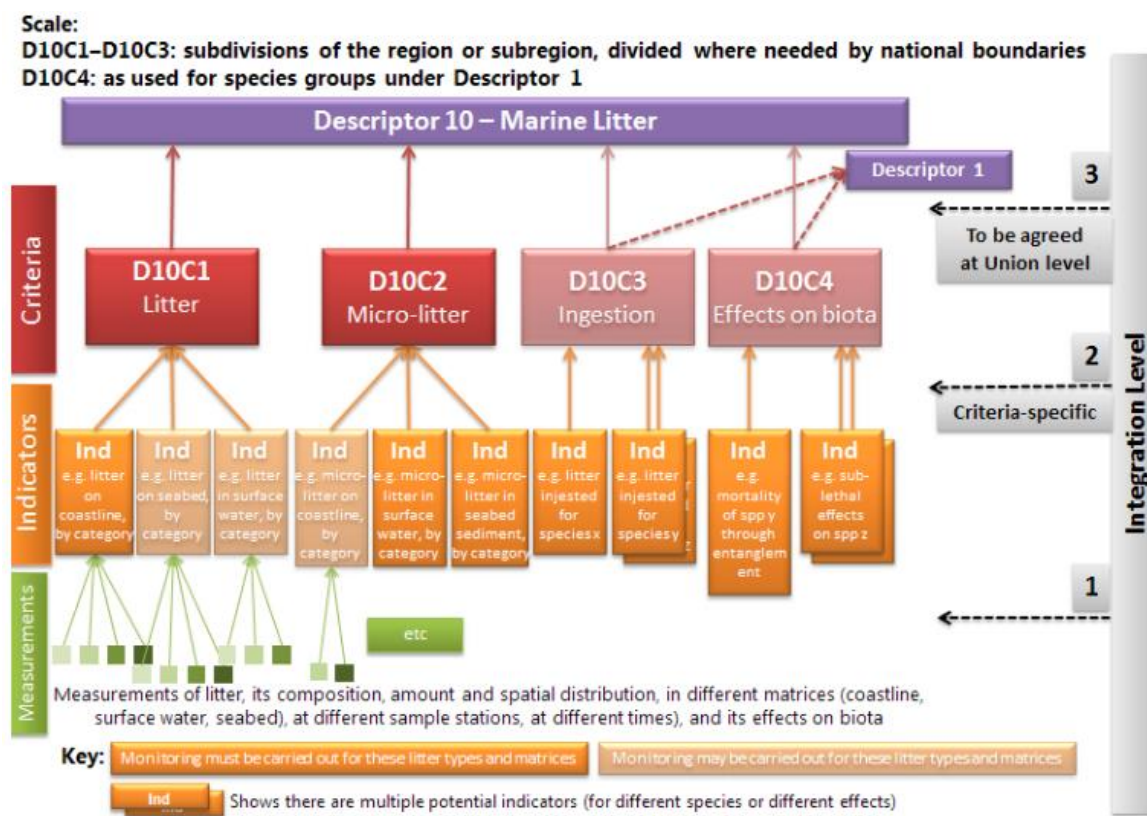 Scale:
D10C1–D10C3: subdivisions of the region or subregion, divided where needed by national boundaries
D10C4: as used for species groups under Descriptor 1
Descriptor 10 – Marine Litter
Descriptor 1
3
To be agreed
at Union level
Criteria
D10C1
Litter
D10C2
Micro-litter
D10C3
Ingestion
D10C4
Effects on biota
2
Criteria-specific
Integration Level
Indicators
Ind
e.g. litter
on
coastline,
by category
Ind
e.g. litter
on seabed,
by
category
Ind
e.g. litter
in surface
water, by
category
Ind
e.g. micro-
litter on
coastline, by
category
Ind
e.g. micro-
litter in
surface
water, by
category
Ind
e.g. micro-
litter in
seabed
sediment,
by category
Ind
e.g. litter
injested
for
species x
Ind
e.g. litter
injested
for
species y
z
Ind
e.g.
mortality
of spp y
through
entanglem
ent
Ind
e.g. sub-
lethal
effects
on spp z
1
Measurements
etc
Measurements of litter, its composition, amount and spatial distribution, in different matrices (coastline,
surface water, seabed), at different sample stations, at different times), and its effects on biota
Key:
Monitoring must be carried out for these litter types and matrices
Monitoring may be carried out for these litter types and matrices
Ind
Shows there are multiple potential indicators (for different species or different effects)